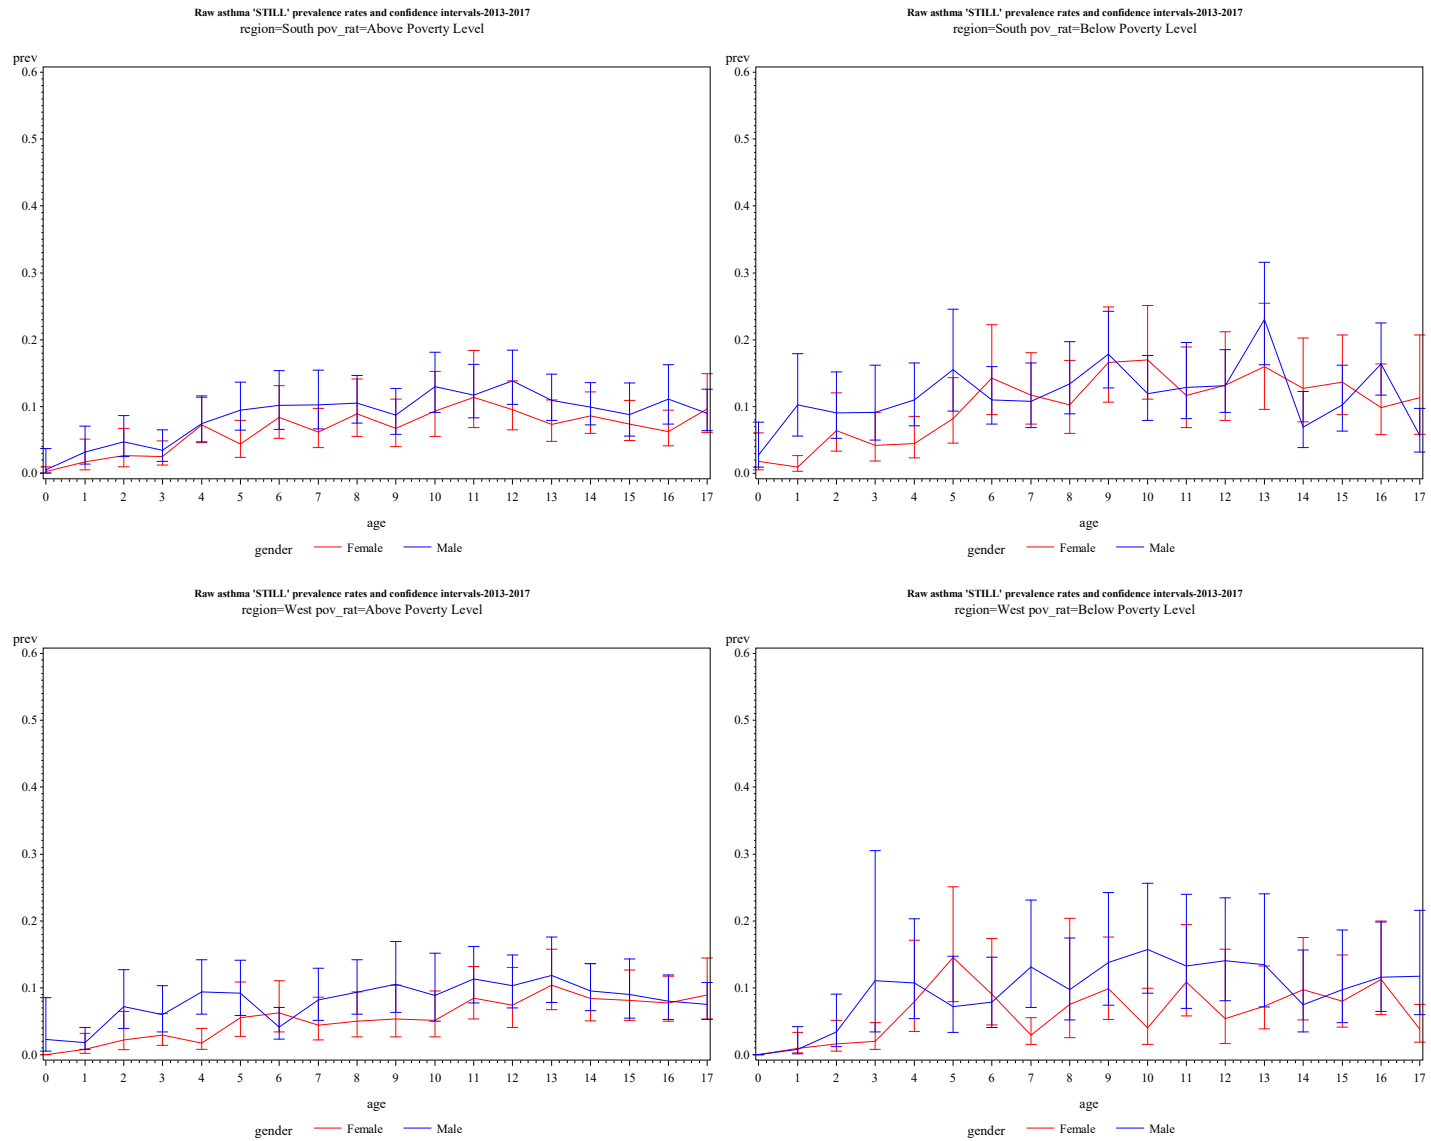 Raw asthma 'STILL' prevalence rates and confidence intervals-2013-2017
region=South pov_rat=Above Poverty Level
prev
0.6
0.5
0.4
0.3
0.2
0.1
0.0
0 1 2 3 4 5 6 7 8 9 10 11 12 13 14 15 16 17
age
gender Female Male
Raw asthma 'STILL' prevalence rates and confidence intervals-2013-2017
region=South pov_rat=Below Poverty Level
prev
0.6
0.5
0.4
0.3
0.2
0.1
0.0
0 1 2 3 4 5 6 7 8 9 10 11 12 13 14 15 16 17
age
gender Female Male
Raw asthma 'STILL' prevalence rates and confidence intervals-2013-2017
region=West pov_rat=Above Poverty Level
prev
0.6
0.5
0.4
0.3
0.2
0.1
0.0
0 1 2 3 4 5 6 7 8 9 10 11 12 13 14 15 16 17
age
gender Female Male
Raw asthma 'STILL' prevalence rates and confidence intervals-2013-2017
region=West pov_rat=Below Poverty Level
prev
0.6
0.5
0.4
0.3
0.2
0.1
0.0
0 1 2 3 4 5 6 7 8 9 10 11 12 13 14 15 16 17
age
gender Female Male